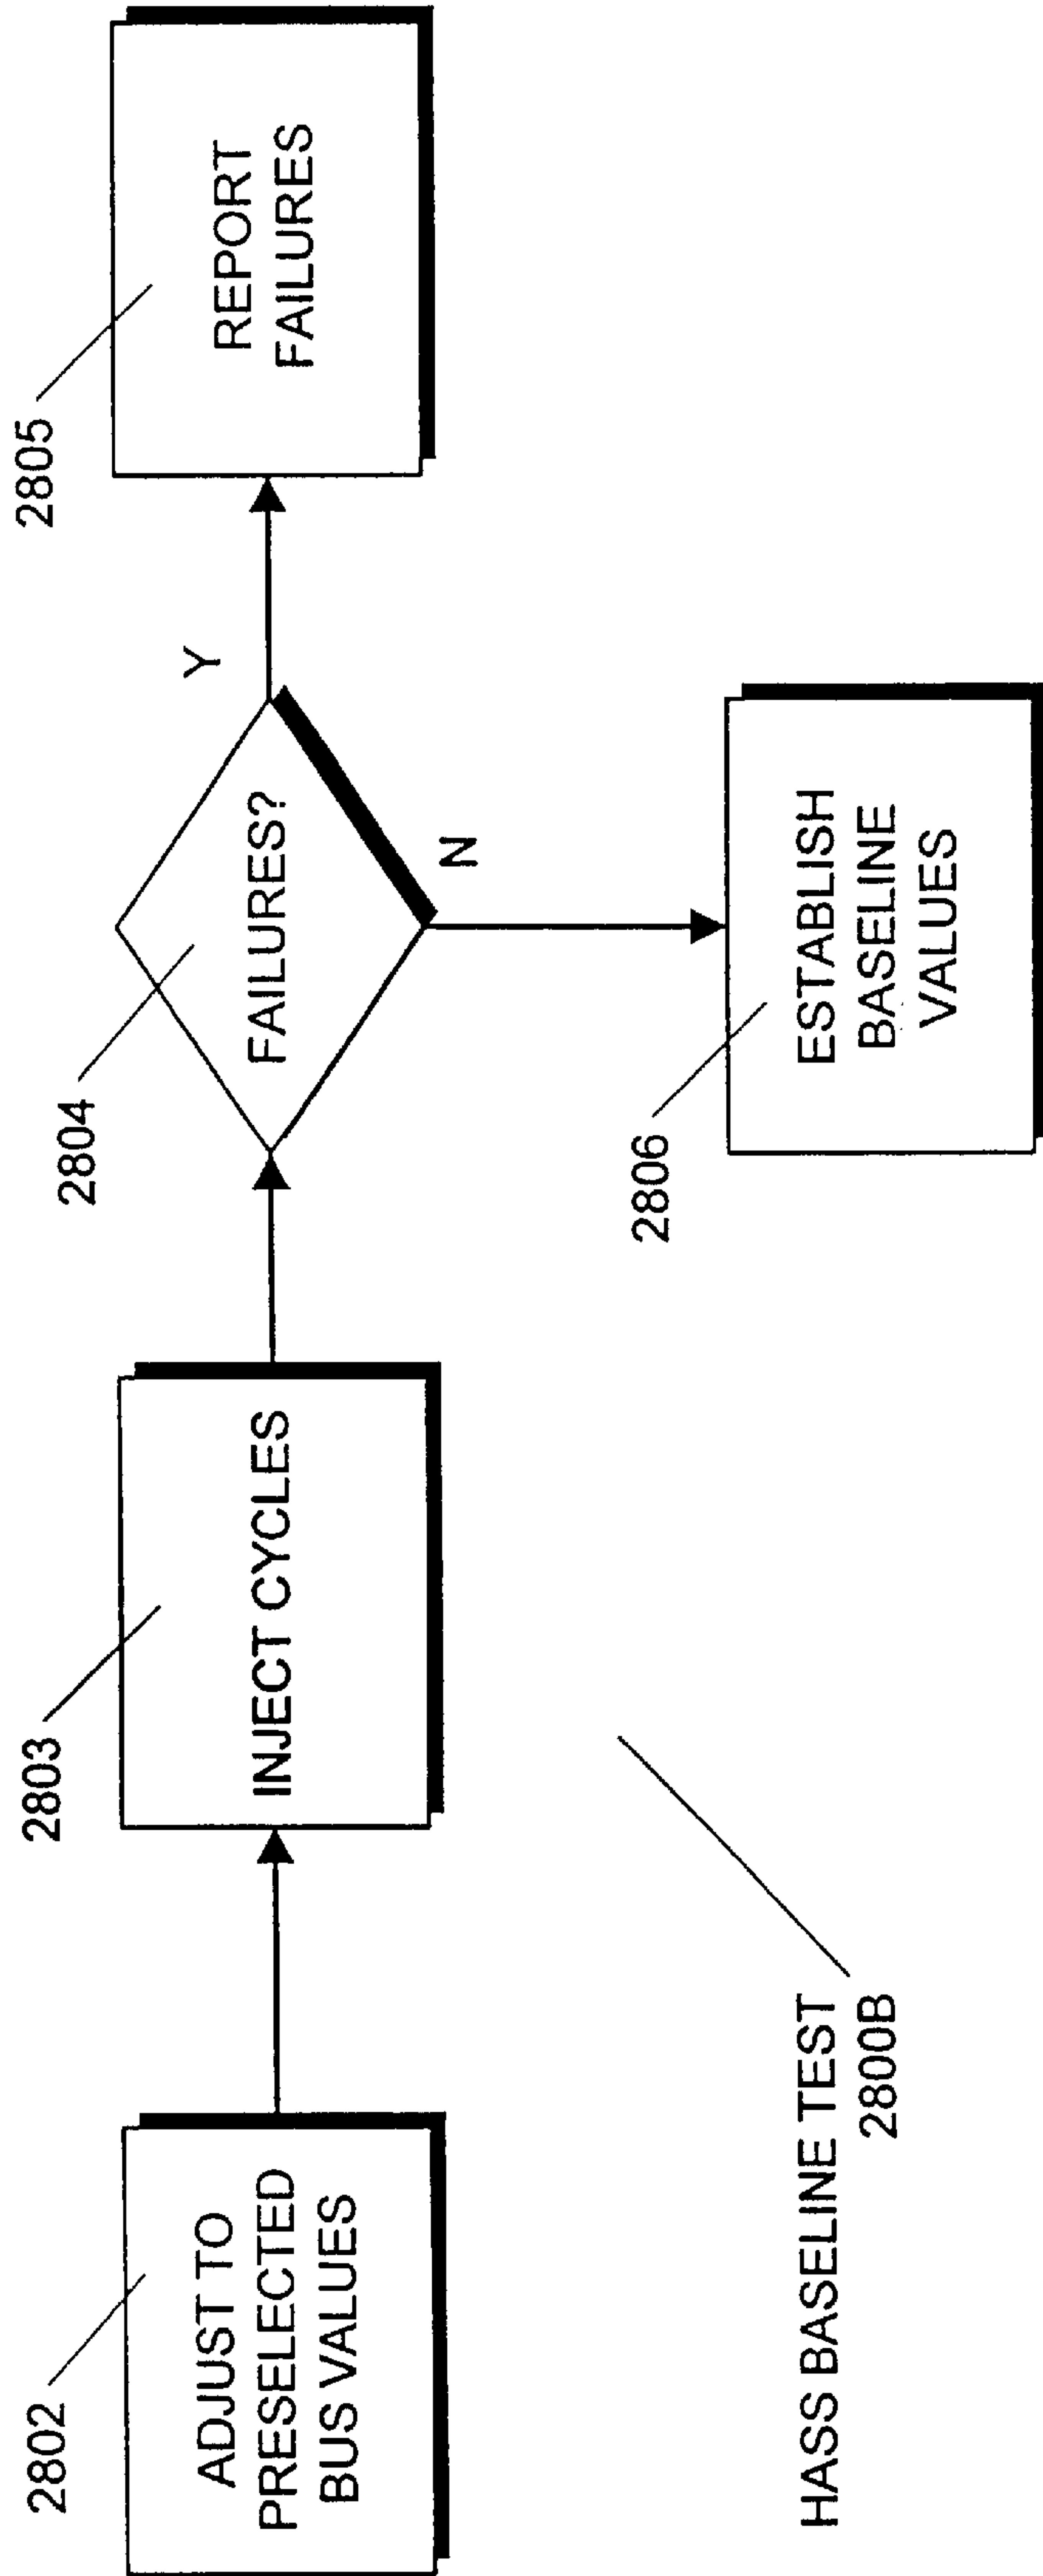 2802
ADJUST TO
PRESELECTED
BUS VALUES
2803
INJECT CYCLES
2804
FAILURES?
Y
N
2805
REPORT
FAILURES
2806
ESTABLISH
BASELINE
VALUES
HASS BASELINE TEST
2800B